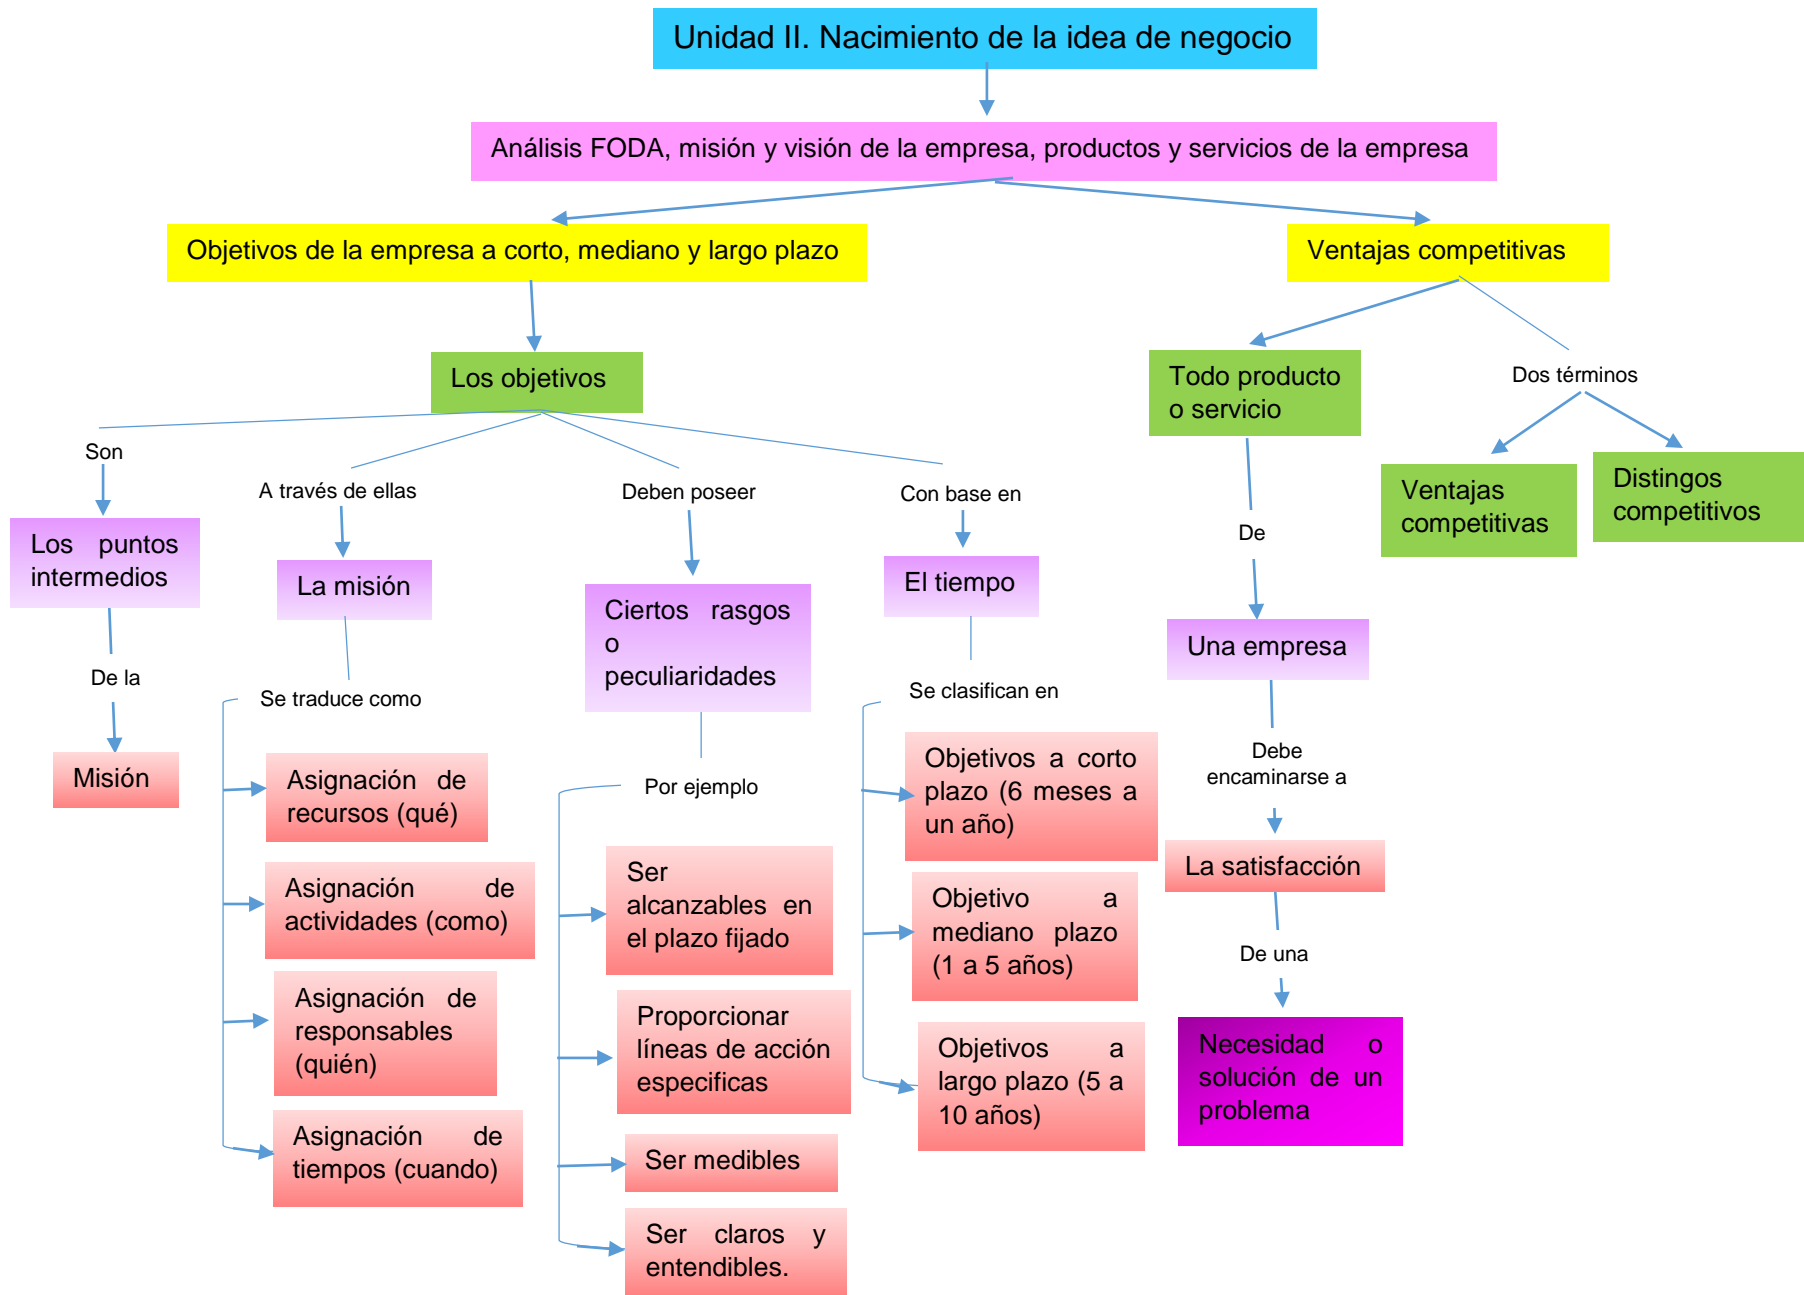 Unidad II. Nacimiento de la idea de negocio
Análisis FODA, misión y visión de la empresa, productos y servicios de la empresa
Objetivos de la empresa a corto, mediano y largo plazo
Ventajas competitivas
Los objetivos
Son
Los puntos
intermedios
De la
Misión
A través de ellas
La misión
Se traduce como
Asignación de
recursos (qué)
Asignación de
actividades (como)
Asignación de
responsables
(quién)
Asignación de
tiempos (cuando)
Deben poseer
Ciertos rasgos
o
peculiaridades
Por ejemplo
Ser
alcanzables en
el plazo fijado
Proporcionar
líneas de acción
especificas
Ser medibles
Ser claros y
entendibles.
Con base en
El tiempo
Se clasifican en
Objetivos a corto
plazo (6 meses a
un año)
Objetivo a
mediano plazo
(1 a 5 años)
Objetivos a
largo plazo (5 a
10 años)
Todo producto
o servicio
De
Una empresa
Debe
encaminarse a
La satisfacción
De una
Necesidad o
solución de un
problema
Dos términos
Ventajas
competitivas
Distingos
competitivos